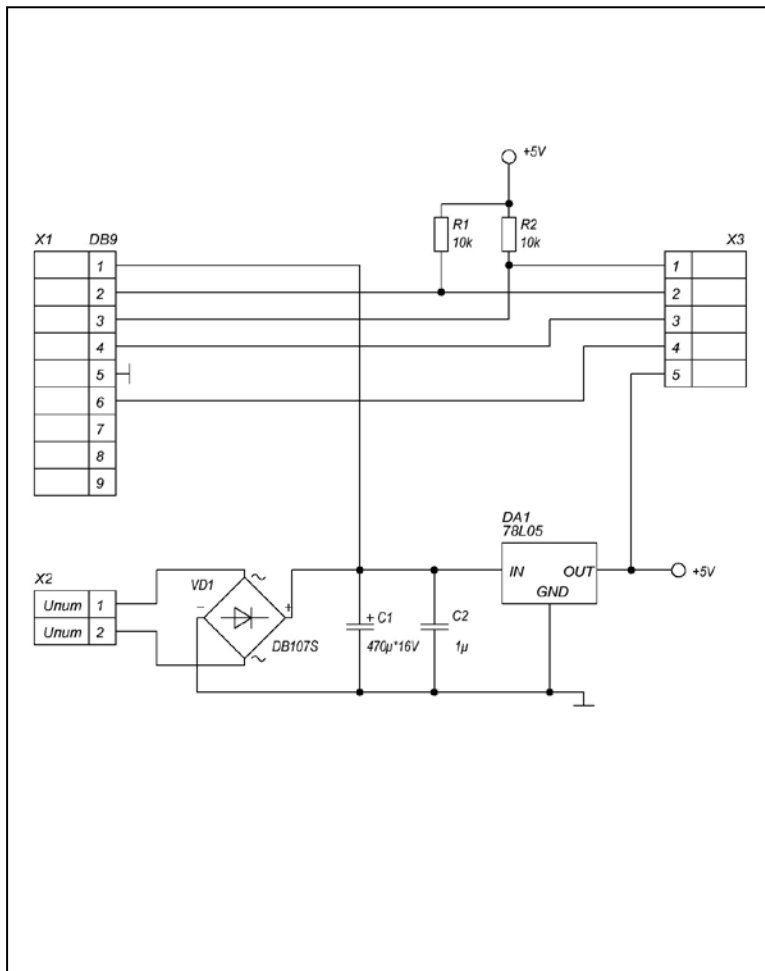 +5V
R1
10k
R2
10k
X1 DB9
1
2
3
4
5
6
7
8
9
X3
1
2
3
4
5
DA1
78L05
IN OUT
GND
+5V
X2
Unum 1
Unum 2
VD1
~
–
+
~
DB107S
+ C1
470µ*16V
C2
1µ